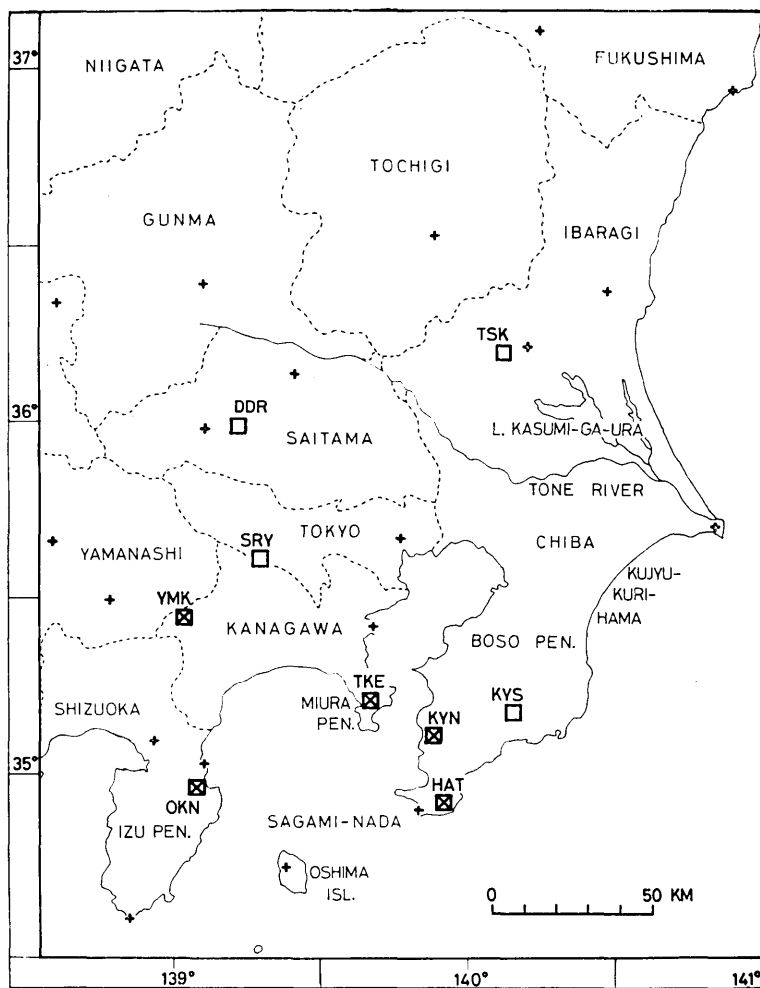 37°
NIIGATA
FUKUSHIMA
TOCHIGI
GUNMA
IBARAGI
TSK
36°
DDR
SAITAMA
L. KASUMI-GA-URA
TONE RIVER
TOKYO
CHIBA
SRY
YAMANASHI
KUJYU-
KURI-
HAMA
YMK
KANAGAWA
BOSO PEN.
TKE
KYS
MIURA
PEN.
SHIZUOKA
KYN
35°
HAT
OKN
SAGAMI-NADA
IZU PEN.
OSHIMA
ISL.
0 50 KM
139° 140° 141°